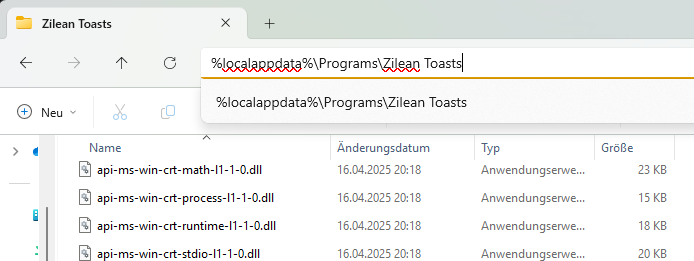 Zilean Toasts
%localappdata%\Programs\Zilean Toasts
%localappdata%\Programs\Zilean Toasts
Neu
Name Änderungsdatum Typ Größe
api-ms-win-crt-math-l1-1-0.dll 16.04.2025 20:18 Anwendungserwe... 23 KB
api-ms-win-crt-process-l1-1-0.dll 16.04.2025 20:18 Anwendungserwe... 15 KB
api-ms-win-crt-runtime-l1-1-0.dll 16.04.2025 20:18 Anwendungserwe... 18 KB
api-ms-win-crt-stdio-l1-1-0.dll 16.04.2025 20:18 Anwendungserwe... 20 KB